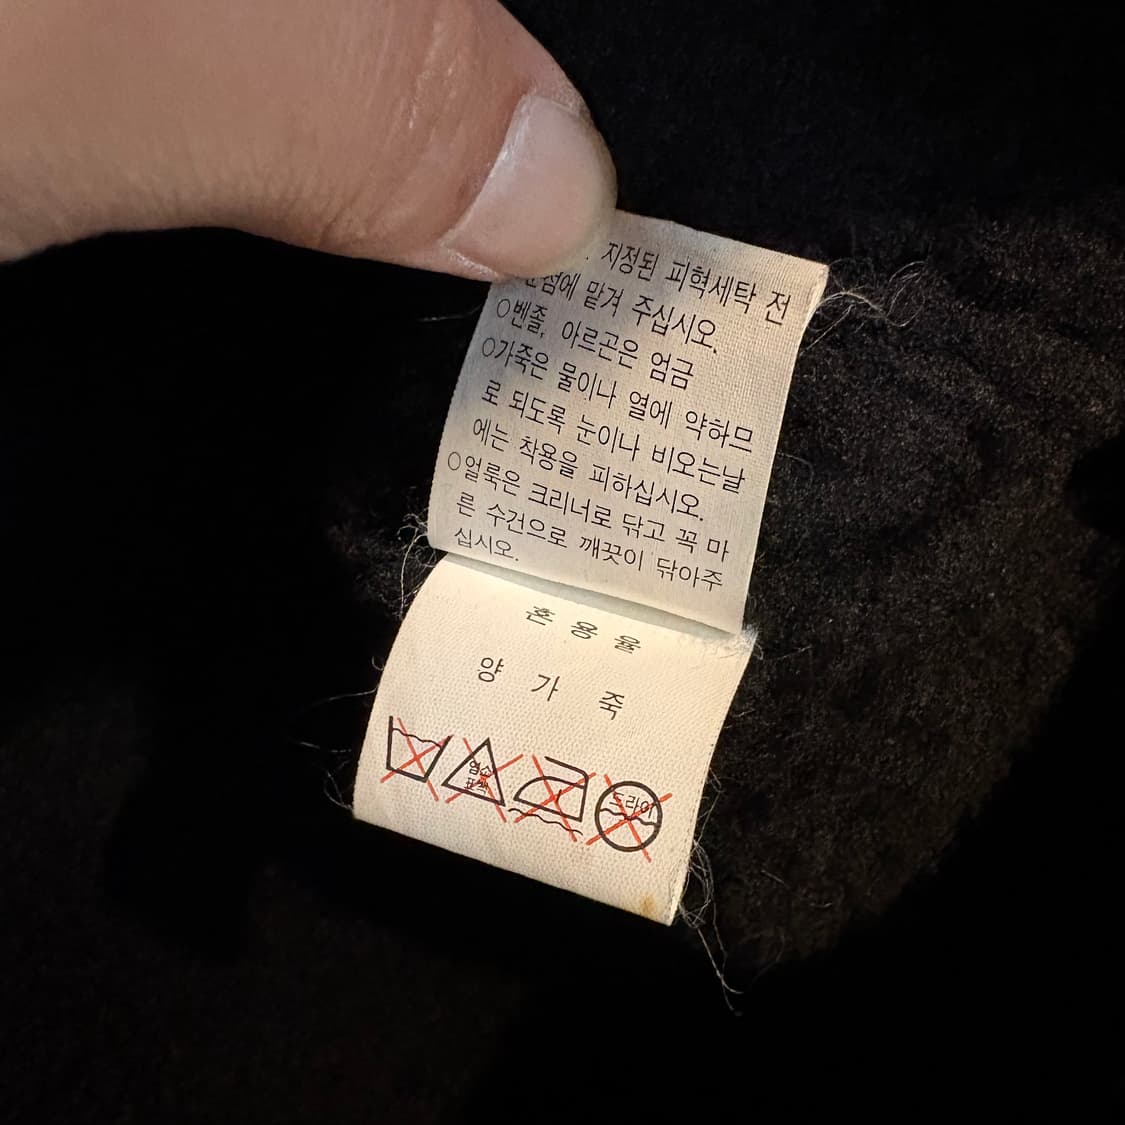 지정된 피혁세탁 전
점에 맡겨 주십시오.
○벤졸, 아르곤은 엄금
○가죽은 물이나 열에 약하므
로 되도록 눈이나 비오는날
에는 착용을 피하십시오.
○얼룩은 크리너로 닦고 꼭 마
른 수건으로 깨끗이 닦아주
십시오.
혼 용 율
양 가 죽
염소
표백
드라이